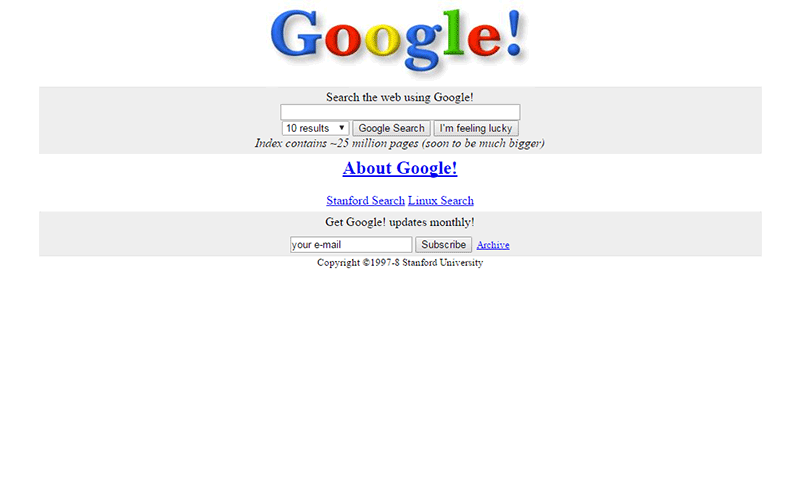 Google!
Search the web using Google!
10 results Google Search I'm feeling lucky
Index contains ~25 million pages (soon to be much bigger)
About Google!
Stanford Search Linux Search
Get Google! updates monthly!
your e-mail Subscribe Archive
Copyright ©1997-8 Stanford University